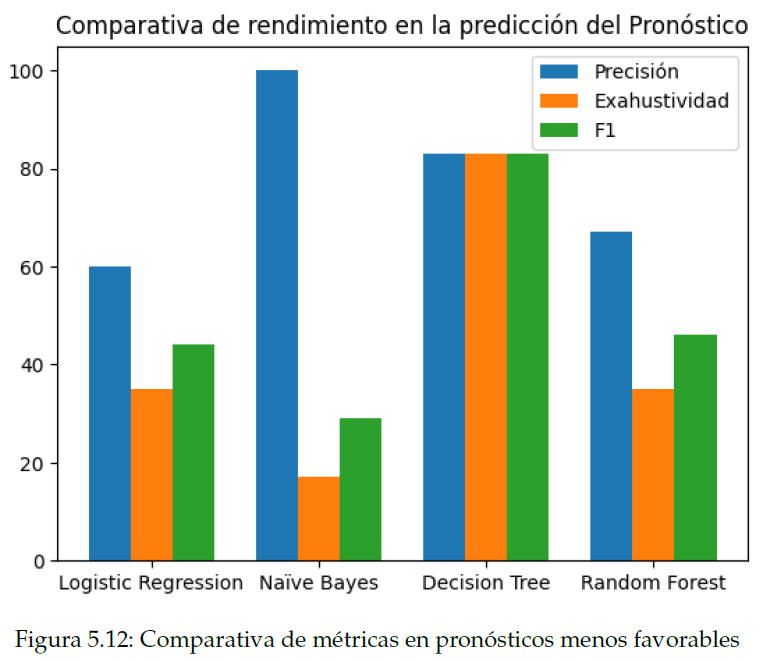 Comparativa de rendimiento en la predicción del Pronóstico
100
80
60
40
20
0
Precisión
Exahustividad
F1
Logistic Regression
Naïve Bayes
Decision Tree
Random Forest
Figura 5.12: Comparativa de métricas en pronósticos menos favorables